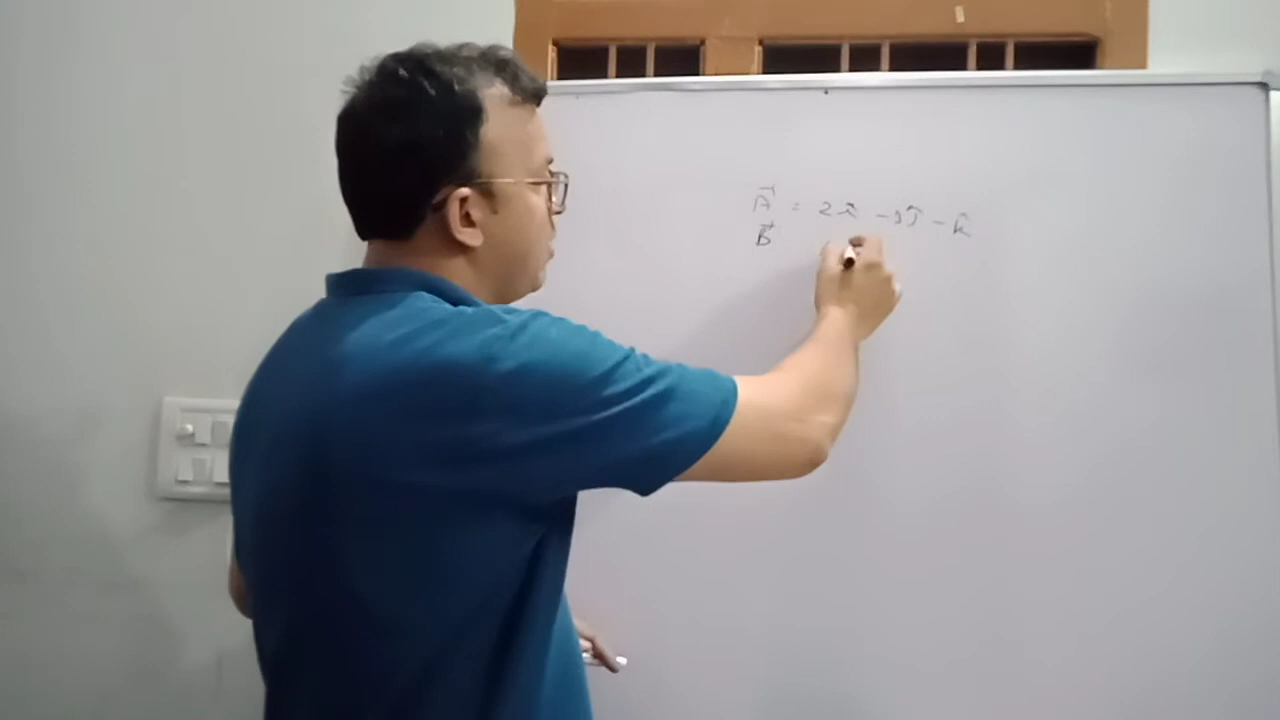 A⃗ = 2î - 3ĵ - k̂
B⃗